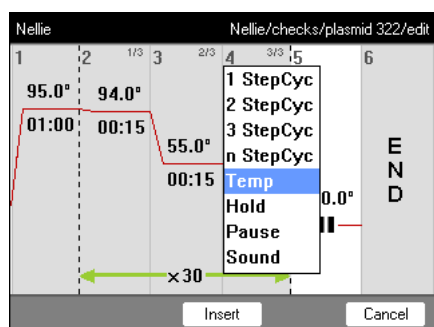 Nellie Nellie/checks/plasmid 322/edit
1 2 1/3 3 2/3 4 3/3 5 6
95.0° 94.0°
01:00 00:15
55.0°
00:15
1 StepCyc
2 StepCyc
3 StepCyc
n StepCyc
Temp
Hold
Pause
Sound
0.0°
E
N
D
×30
Insert Cancel